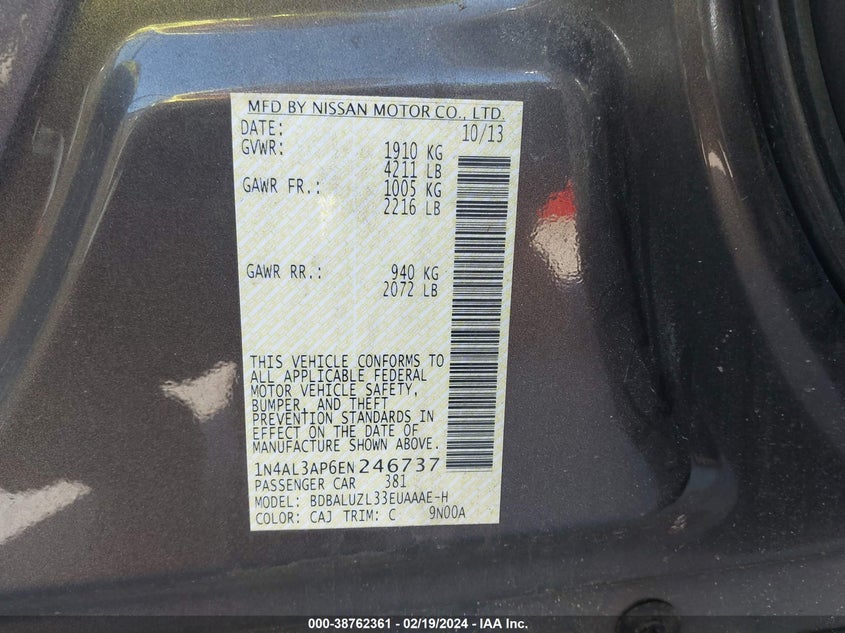 MFD BY NISSAN MOTOR CO., LTD.
DATE: 10/13
GVWR: 1910 KG
4211 LB
GAWR FR.: 1005 KG
2216 LB
GAWR RR.: 940 KG
2072 LB
THIS VEHICLE CONFORMS TO
ALL APPLICABLE FEDERAL
MOTOR VEHICLE SAFETY,
BUMPER, AND THEFT
PREVENTION STANDARDS IN
EFFECT ON THE DATE OF
MANUFACTURE SHOWN ABOVE.
1N4AL3AP6EN246737
PASSENGER CAR 381
MODEL: BDBALUZL33EUAAAE-H
COLOR: CAJ TRIM: C 9N00A
000-38762361 - 02/19/2024 - IAAI Inc.